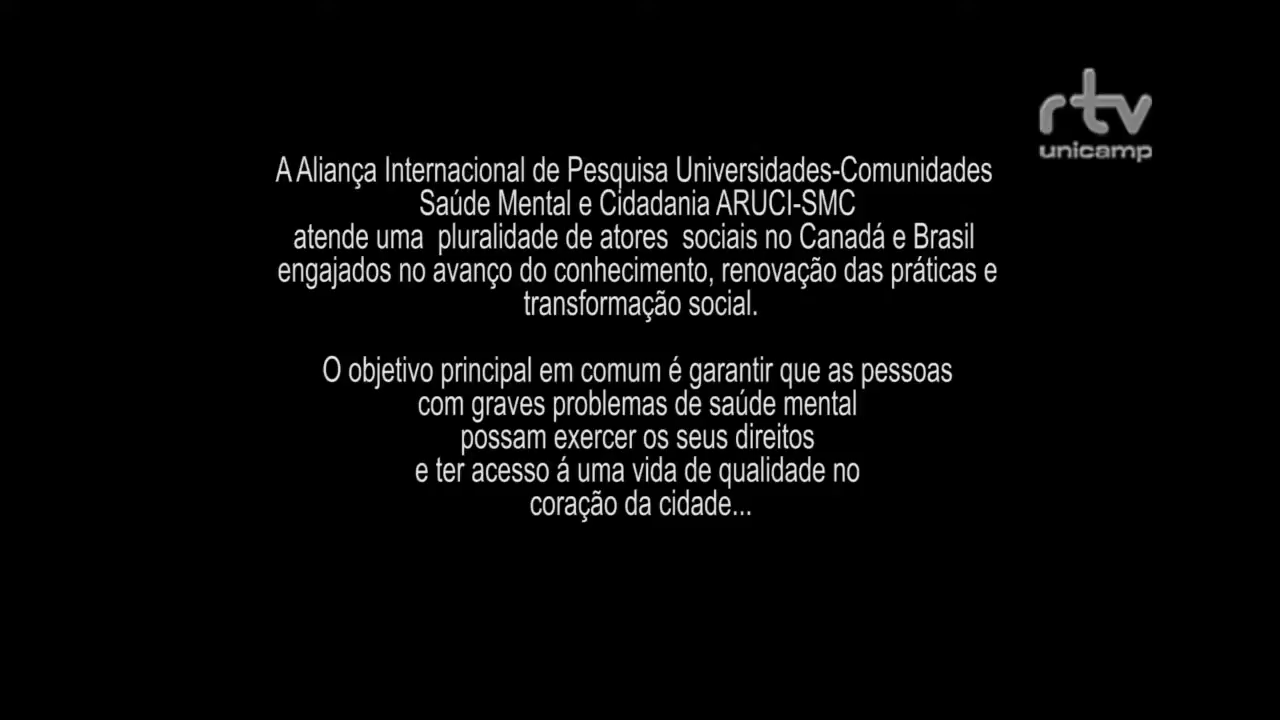 rtv
unicamp
A Aliança Internacional de Pesquisa Universidades-Comunidades
Saúde Mental e Cidadania ARUCI-SMC
atende uma pluralidade de atores sociais no Canadá e Brasil
engajados no avanço do conhecimento, renovação das práticas e
transformação social.
O objetivo principal em comum é garantir que as pessoas
com graves problemas de saúde mental
possam exercer os seus direitos
e ter acesso á uma vida de qualidade no
coração da cidade...